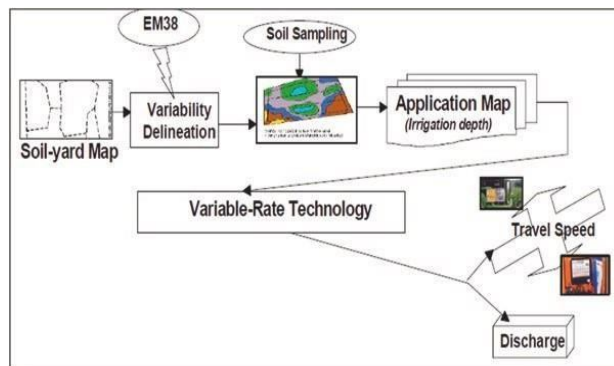 EM38
Soil Sampling
Soil-yard Map
Variability
Delineation
Application Map
(Irrigation depth)
Variable-Rate Technology
Travel Speed
Discharge